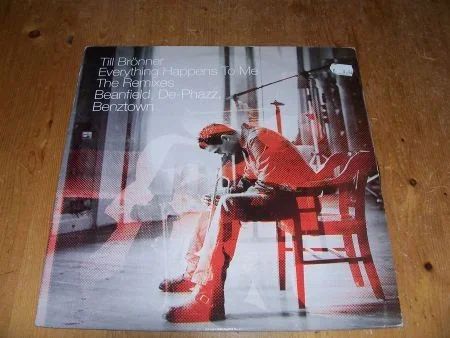 Till Brönner
Everything Happens To Me
The Remixes
Beanfield, De-Phazz,
Benztown